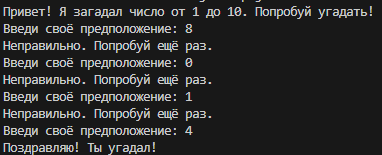 Привет! Я загадал число от 1 до 10. Попробуй угадать!
Введи своё предположение: 8
Неправильно. Попробуй ещё раз.
Введи своё предположение: 0
Неправильно. Попробуй ещё раз.
Введи своё предположение: 1
Неправильно. Попробуй ещё раз.
Введи своё предположение: 4
Поздравляю! Ты угадал!